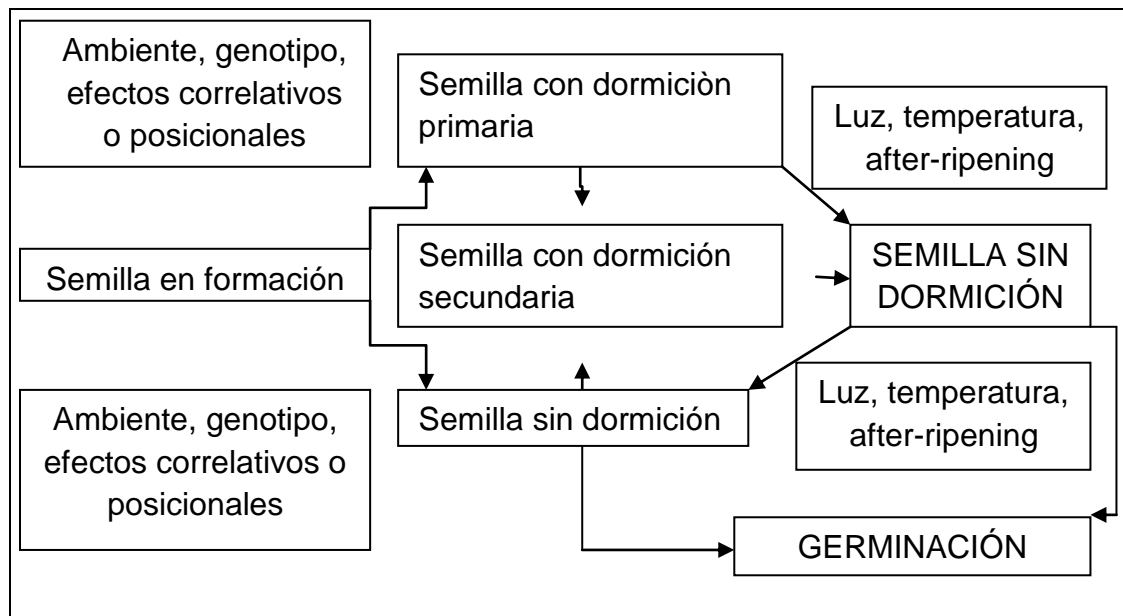 Ambiente, genotipo,
efectos correlativos
o posicionales
Semilla con dormiciòn
primaria
Luz, temperatura,
after-ripening
Semilla en formación
Semilla con dormición
secundaria
SEMILLA SIN
DORMICIÓN
Ambiente, genotipo,
efectos correlativos o
posicionales
Semilla sin dormición
Luz, temperatura,
after-ripening
GERMINACIÓN